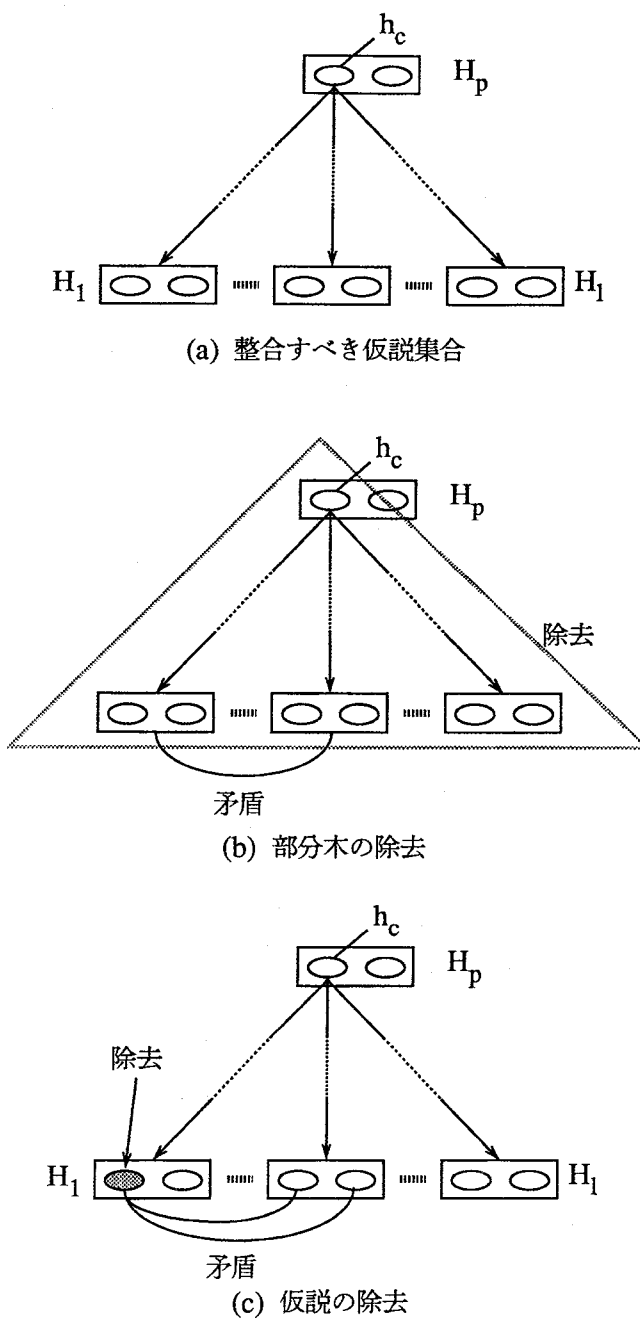 h_c
H_p
H_1
H_l
(a) 整合すべき仮説集合
h_c
H_p
除去
矛盾
(b) 部分木の除去
h_c
H_p
除去
H_1
H_l
矛盾
(c) 仮説の除去